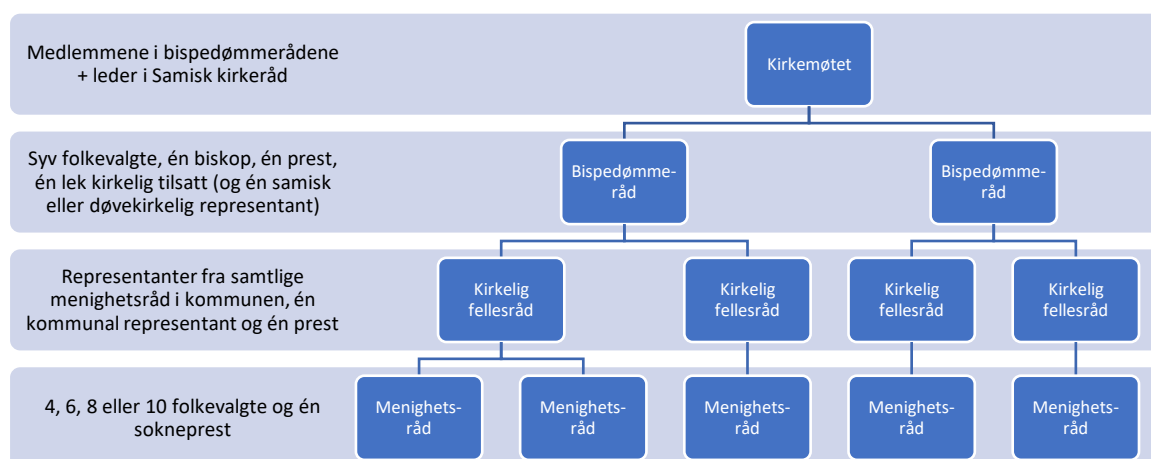 Medlemmene i bispedømmerådene
+ leder i Samisk kirkeråd
Kirkemøtet
Syv folkevalgte, én biskop, én prest,
én lek kirkelig tilsatt (og én samisk
eller døvekirkelig representant)
Bispedømme-
råd
Bispedømme-
råd
Representanter fra samtlige
menighetsråd i kommunen, én
kommunal representant og én prest
Kirkelig
fellesråd
Kirkelig
fellesråd
Kirkelig
fellesråd
Kirkelig
fellesråd
4, 6, 8 eller 10 folkevalgte og én
sokneprest
Menighets-
råd
Menighets-
råd
Menighets-
råd
Menighets-
råd
Menighets-
råd